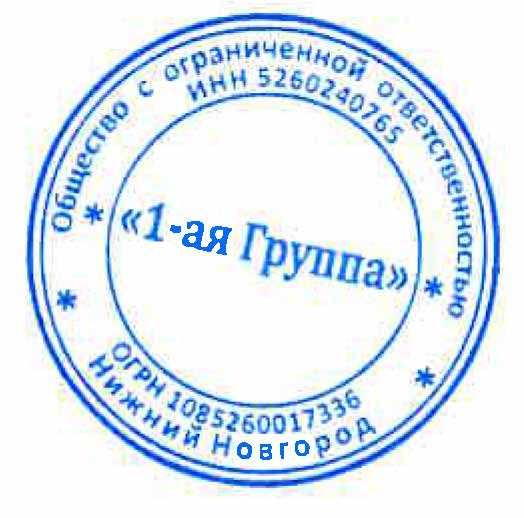 Общество с ограниченной ответственностью
ИНН 5260240765
«1-ая Группа»
ОГРН 1085260017336
Нижний Новгород